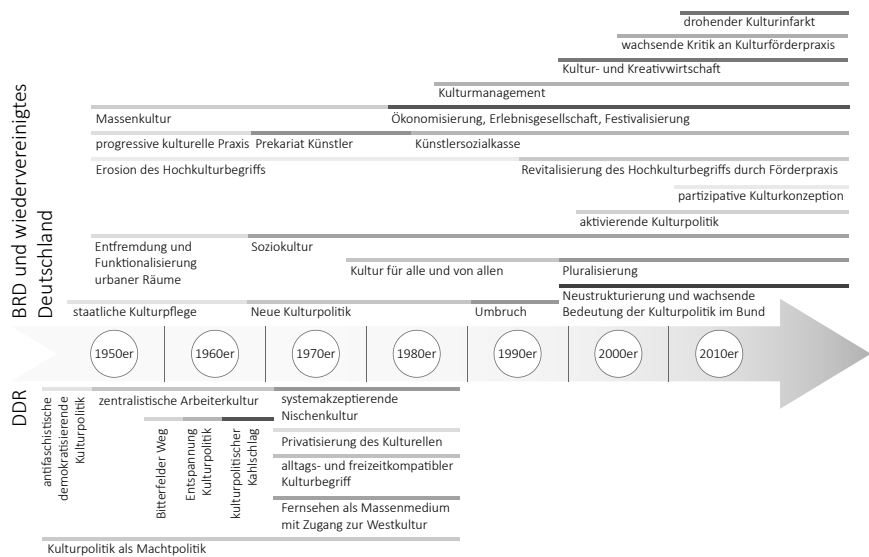 drohender Kulturinfarkt
wachsende Kritik an Kulturförderpraxis
Kultur- und Kreativwirtschaft
Kulturmanagement
Massenkultur
Ökonomisierung, Erlebnisgesellschaft, Festivalisierung
progressive kulturelle Praxis
Prekariat Künstler
Künstlersozialkasse
Erosion des Hochkulturbegriffs
Revitalisierung des Hochkulturbegriffs durch Förderpraxis
partizpative Kulturkonzeption
aktivierende Kulturpolitik
Entfremdung und
Funktionalisierung
urbaner Räume
Soziokultur
Kultur für alle und von allen
Pluralisierung
staatliche Kulturpflege
Neue Kulturpolitik
Umbruch
Neustrukturierung und wachsende
Bedeutung der Kulturpolitik im Bund
BRD und wiedervereinigtes
Deutschland
1950er
1960er
1970er
1980er
1990er
2000er
2010er
DDR
antifaschistische
demokratisierende
Kulturpolitik
zentralistische Arbeiterkultur
Bitterfelder Weg
Entspannung
Kulturpolitik
kulturpolitischer
Kahlschlag
systemakzeptierende
Nischenkultur
Privatisierung des Kulturellen
alltags- und freizeitkompatibler
Kulturbegriff
Fernsehen als Massenmedium
mit Zugang zur Westkultur
Kulturpolitik als Machtpolitik